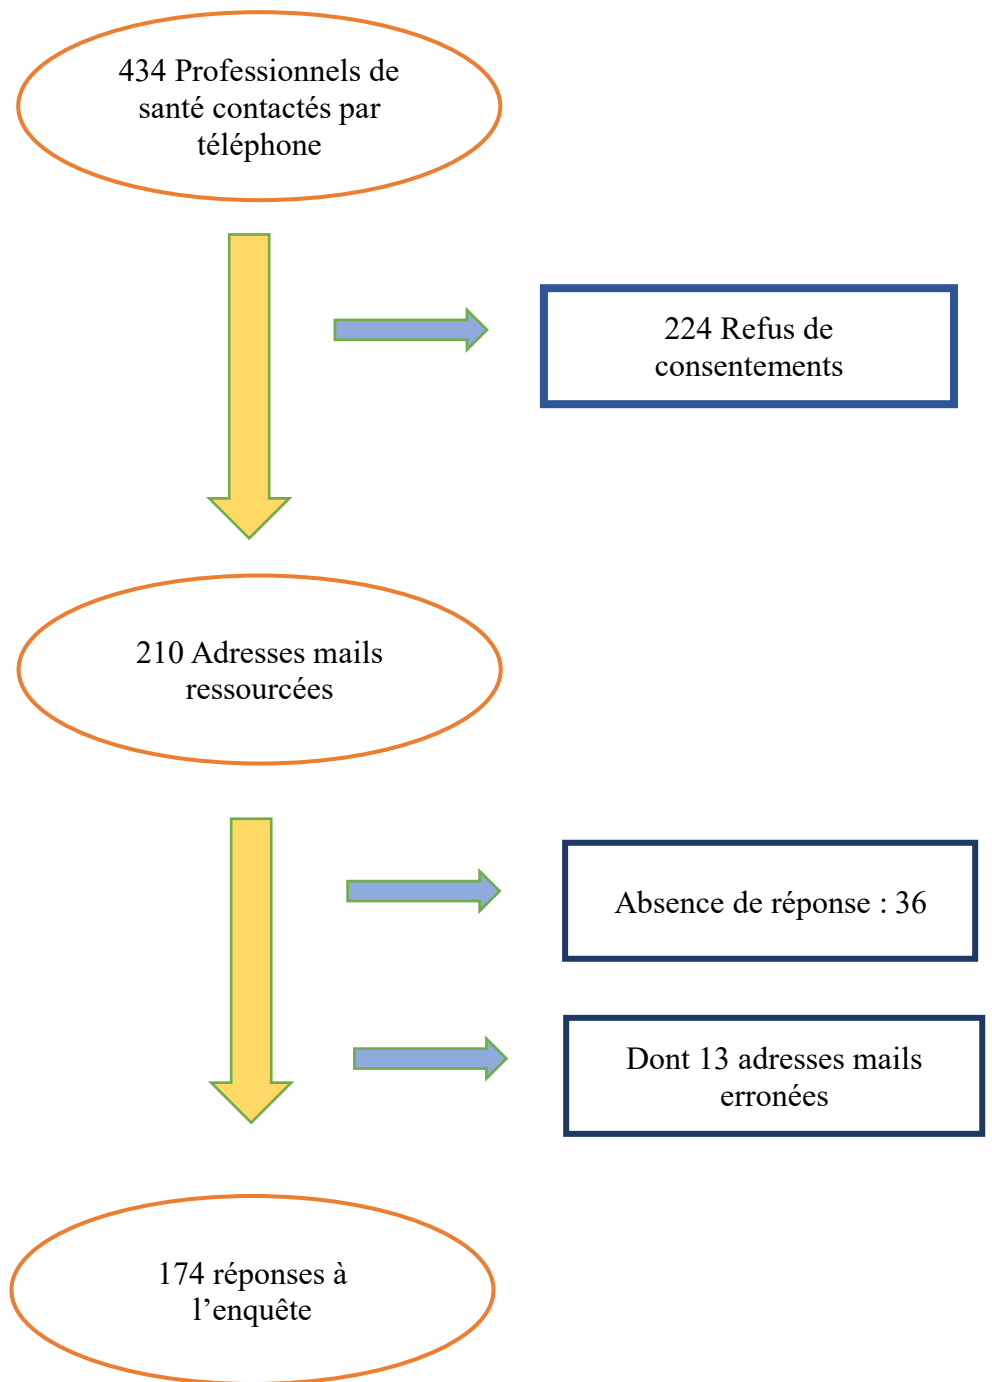 434 Professionnels de
santé contactés par
téléphone
224 Refus de
consentements
210 Adresses mails
ressourcées
Absence de réponse : 36
Dont 13 adresses mails
erronées
174 réponses à
l’enquête